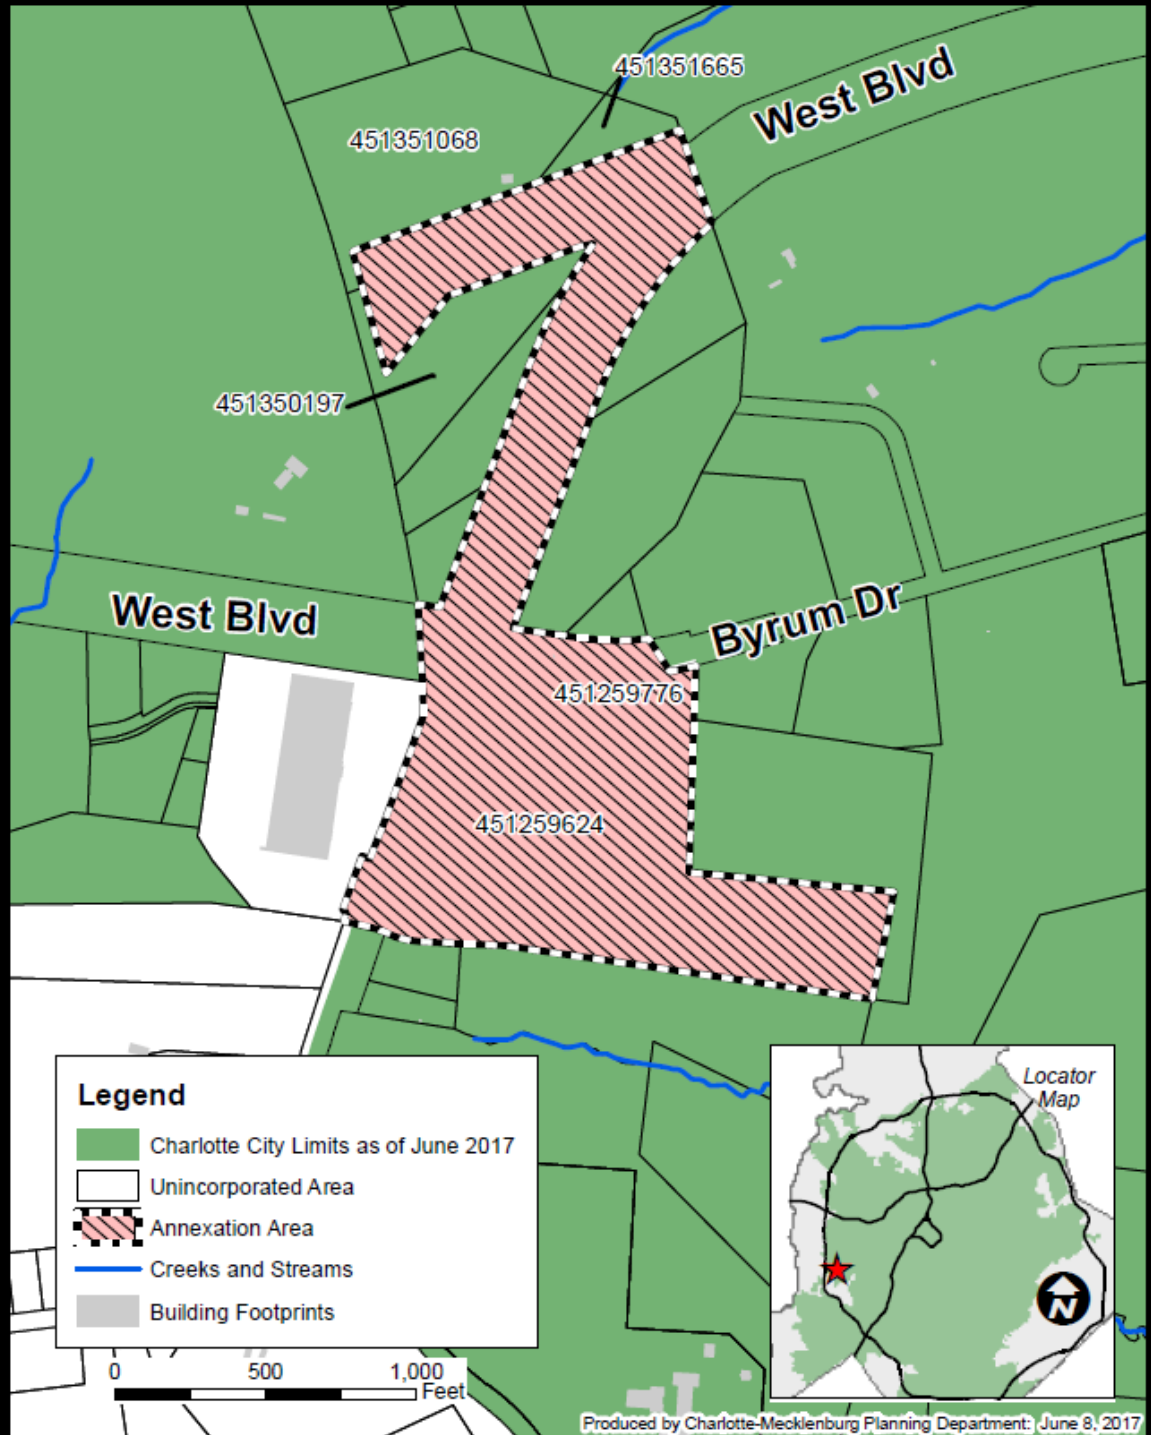 451351665
West Blvd
451351068
451350197
West Blvd
Byrum Dr
451259776
451259624
Legend
Charlotte City Limits as of June 2017
Unincorporated Area
Annexation Area
Creeks and Streams
Building Footprints
0 500 1,000
Feet
Locator
Map
N
Produced by Charlotte-Mecklenburg Planning Department: June 8, 2017